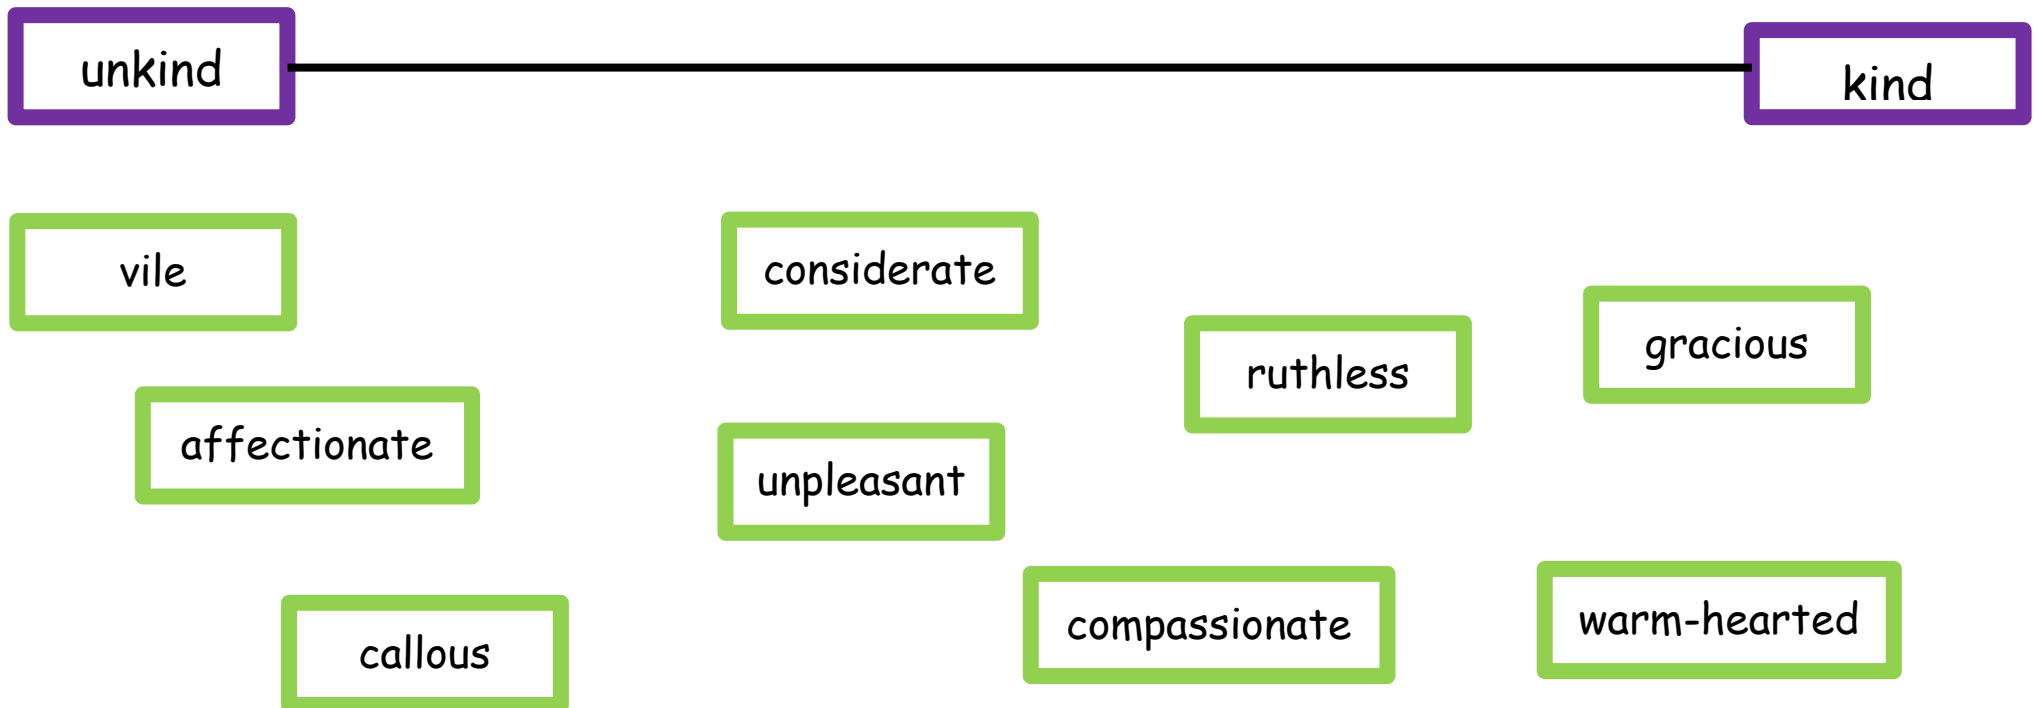 unkind
kind
vile
considerate
gracious
ruthless
affectionate
unpleasant
compassionate
warm-hearted
callous